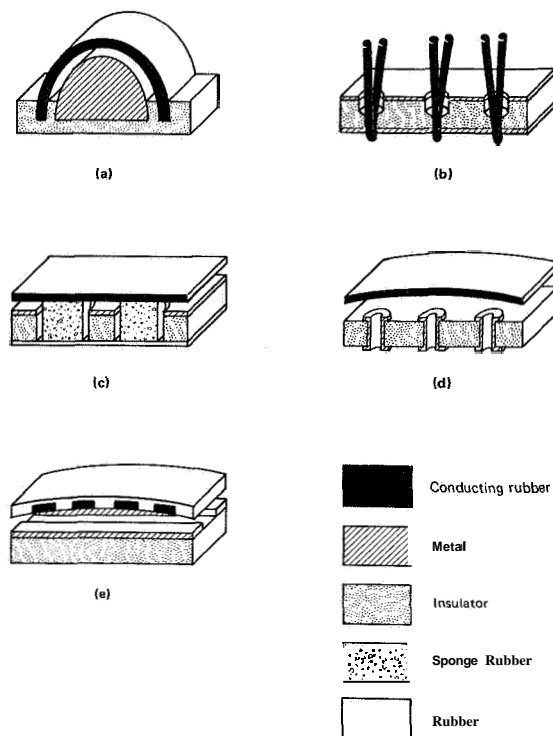 (a)
(b)
(c)
(d)
(e)
Conducting rubber
Metal
Insulator
Sponge Rubber
Rubber